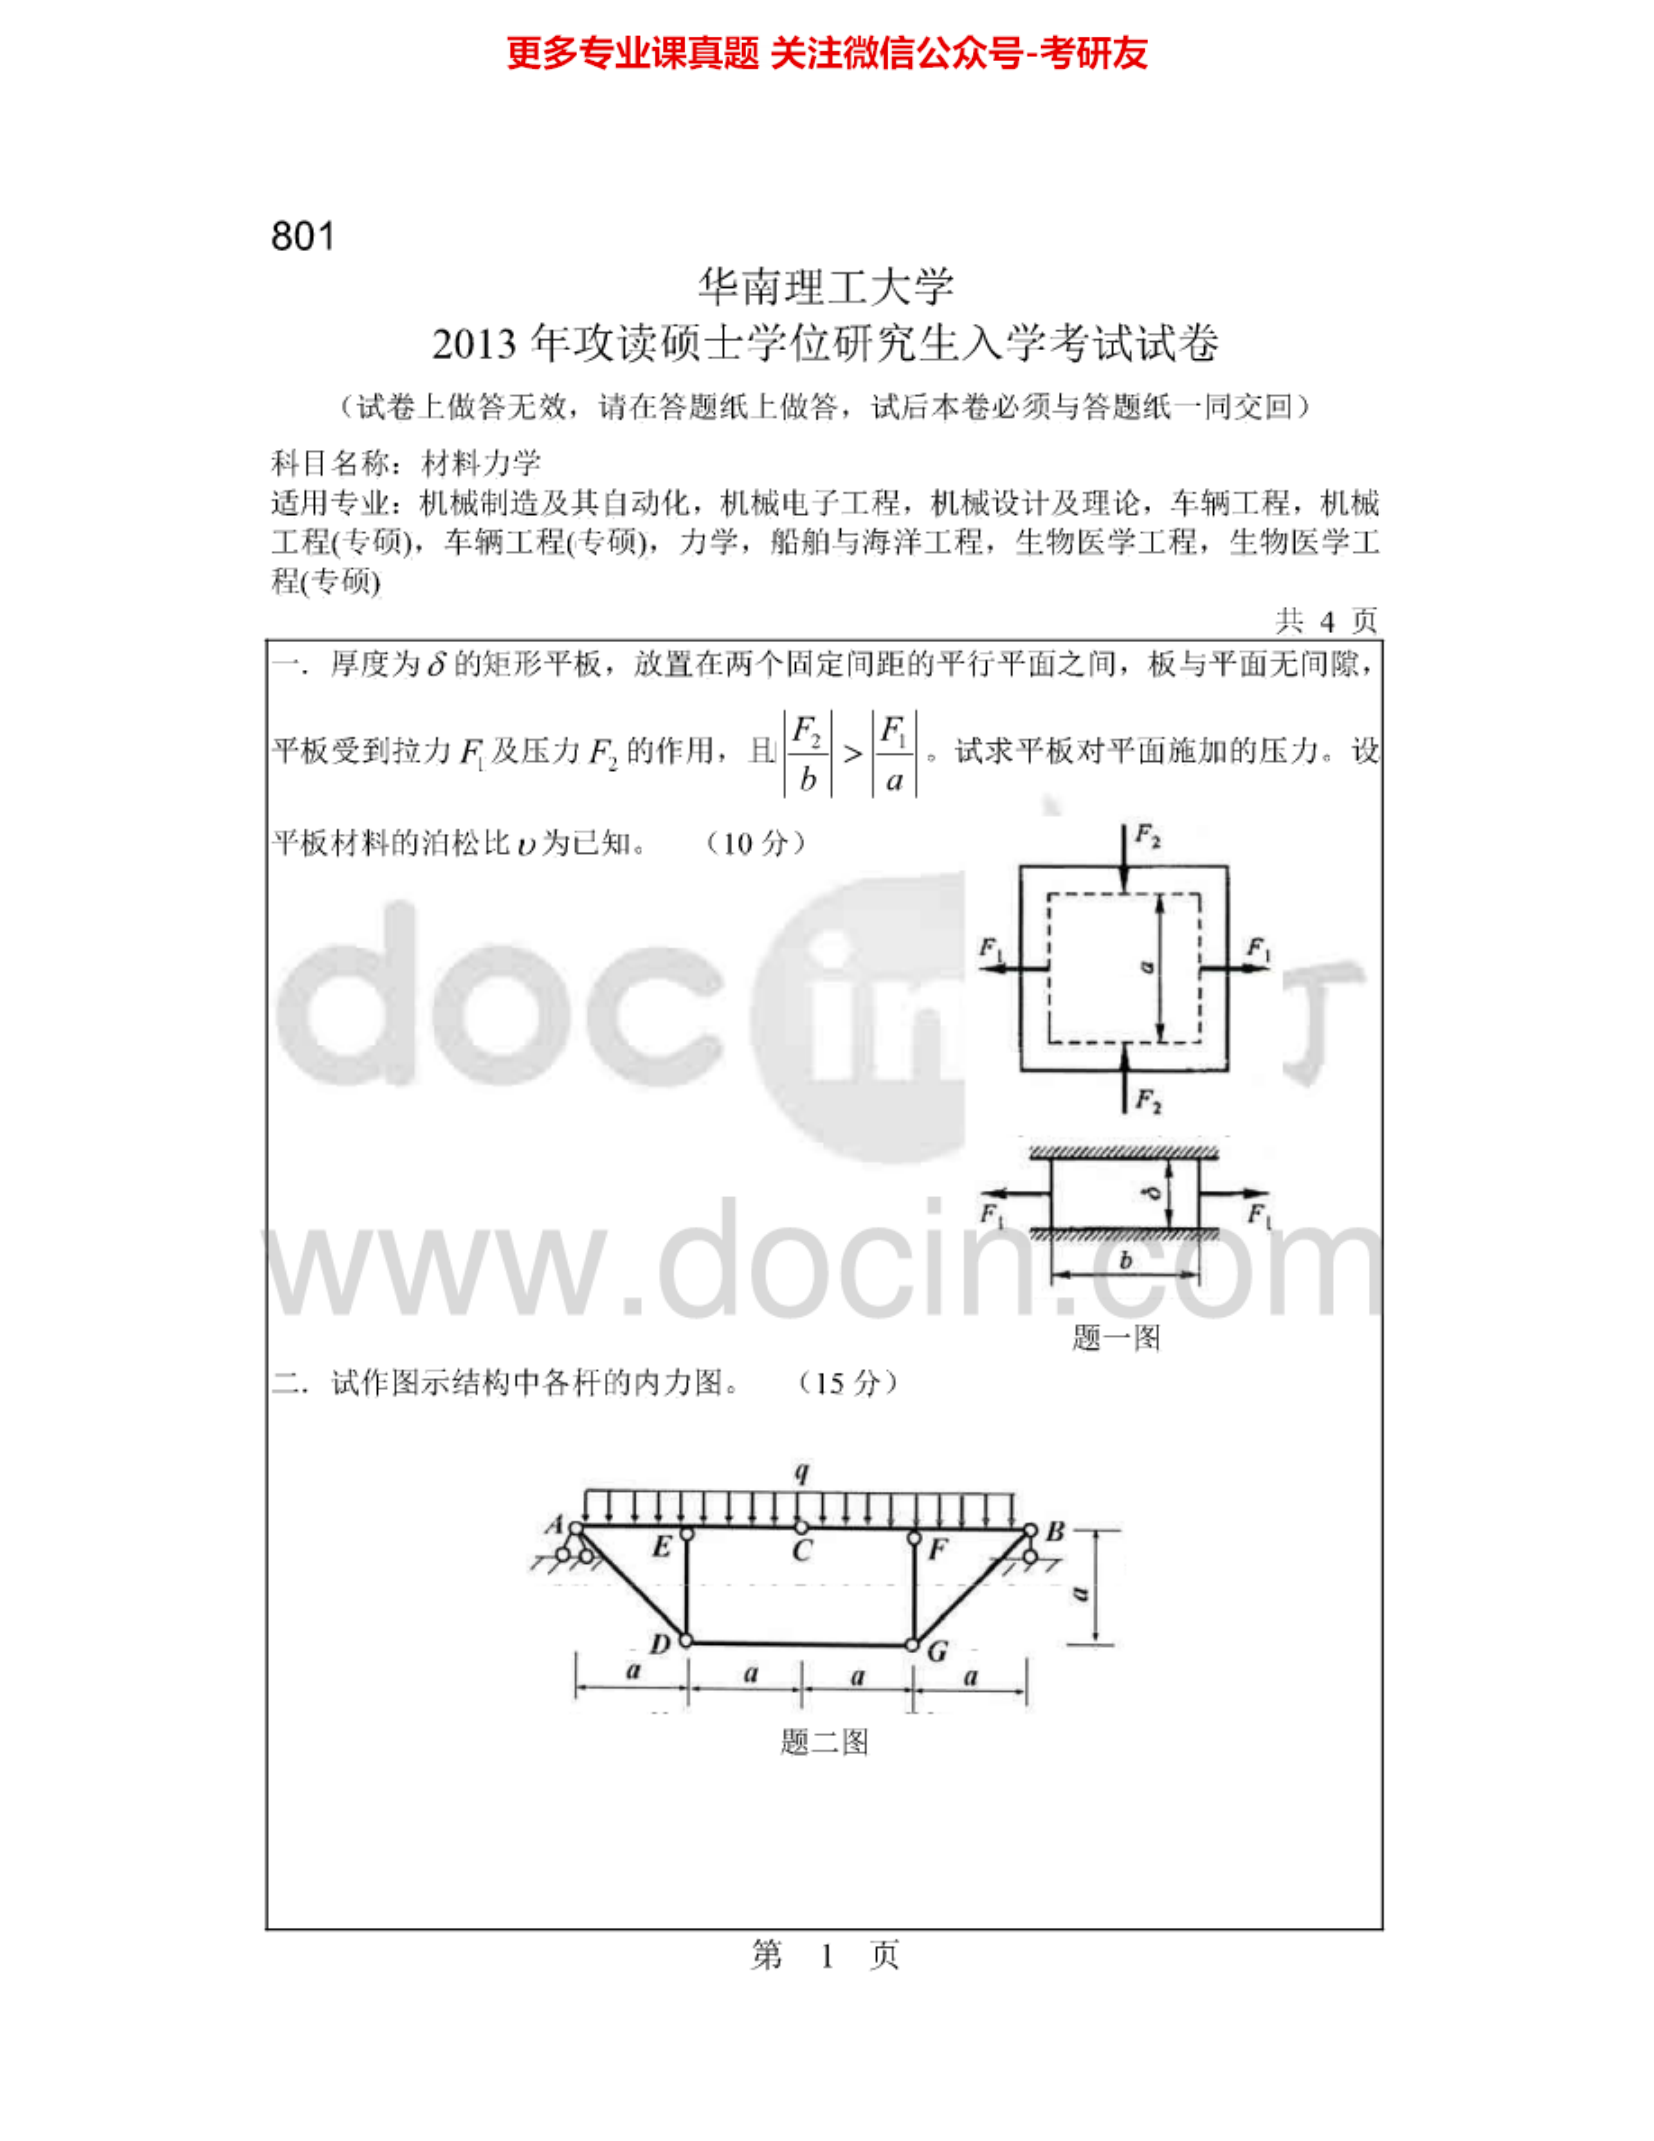 更多专业课真题 关注微信公众号-考研友
801
华南理工大学
2013 年攻读硕士学位研究生入学考试试卷
（试卷上做答无效，请在答题纸上做答，试后本卷必须与答题纸一同交回）
科目名称：材料力学
适用专业：机械制造及其自动化，机械电子工程，机械设计及理论，车辆工程，机械
工程(专硕)，车辆工程(专硕)，力学，船舶与海洋工程，生物医学工程，生物医学工
程(专硕)
共 4 页
一．厚度为 δ 的矩形平板，放置在两个固定间距的平行平面之间，板与平面无间隙，
平板受到拉力 F₁ 及压力 F₂ 的作用，且 |F₂/b| > |F₁/a| 。试求平板对平面施加的压力。设
平板材料的泊松比 υ 为已知。 （10 分）
F₂
F₁ a F₁
F₂
δ
F₁ F₁
b
题一图
docin
www.docin.com
二．试作图示结构中各杆的内力图。 （15 分）
q
A E C F B
a
D G
a a a a
题二图
第 1 页